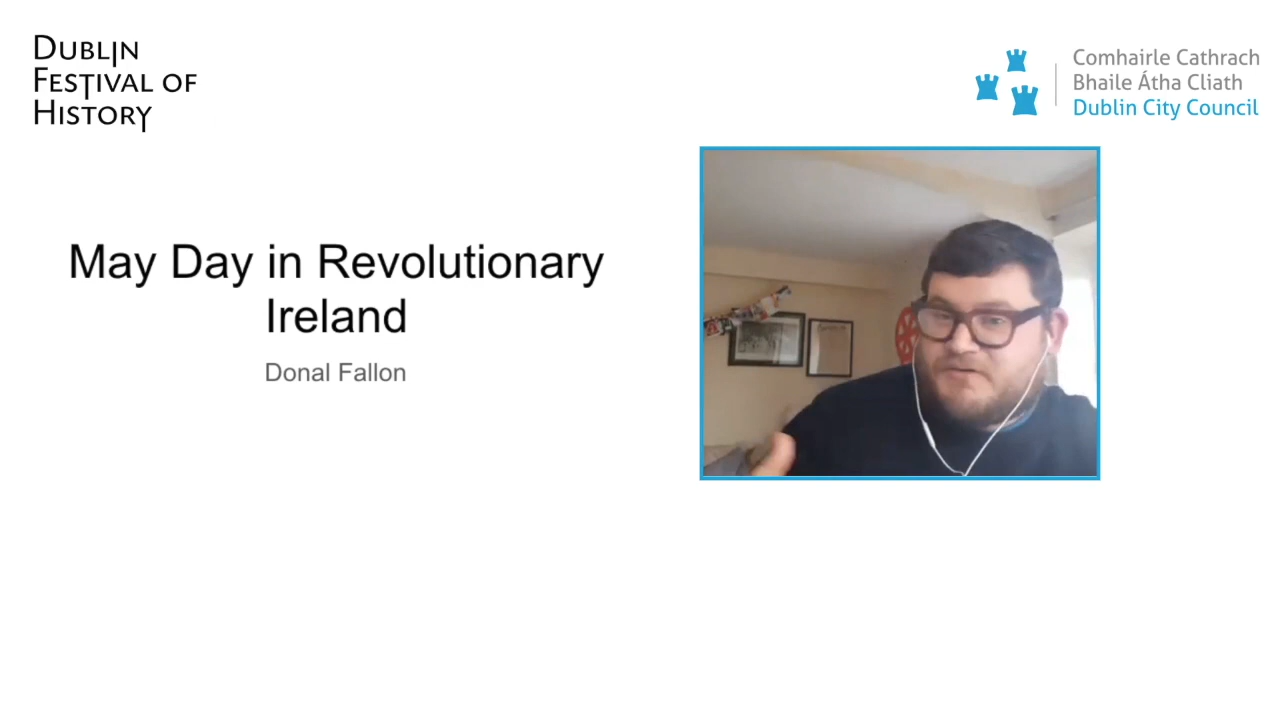 Dublin
Festival of
History
Comhairle Cathrach
Bhaile Átha Cliath
Dublin City Council
May Day in Revolutionary
Ireland
Donal Fallon